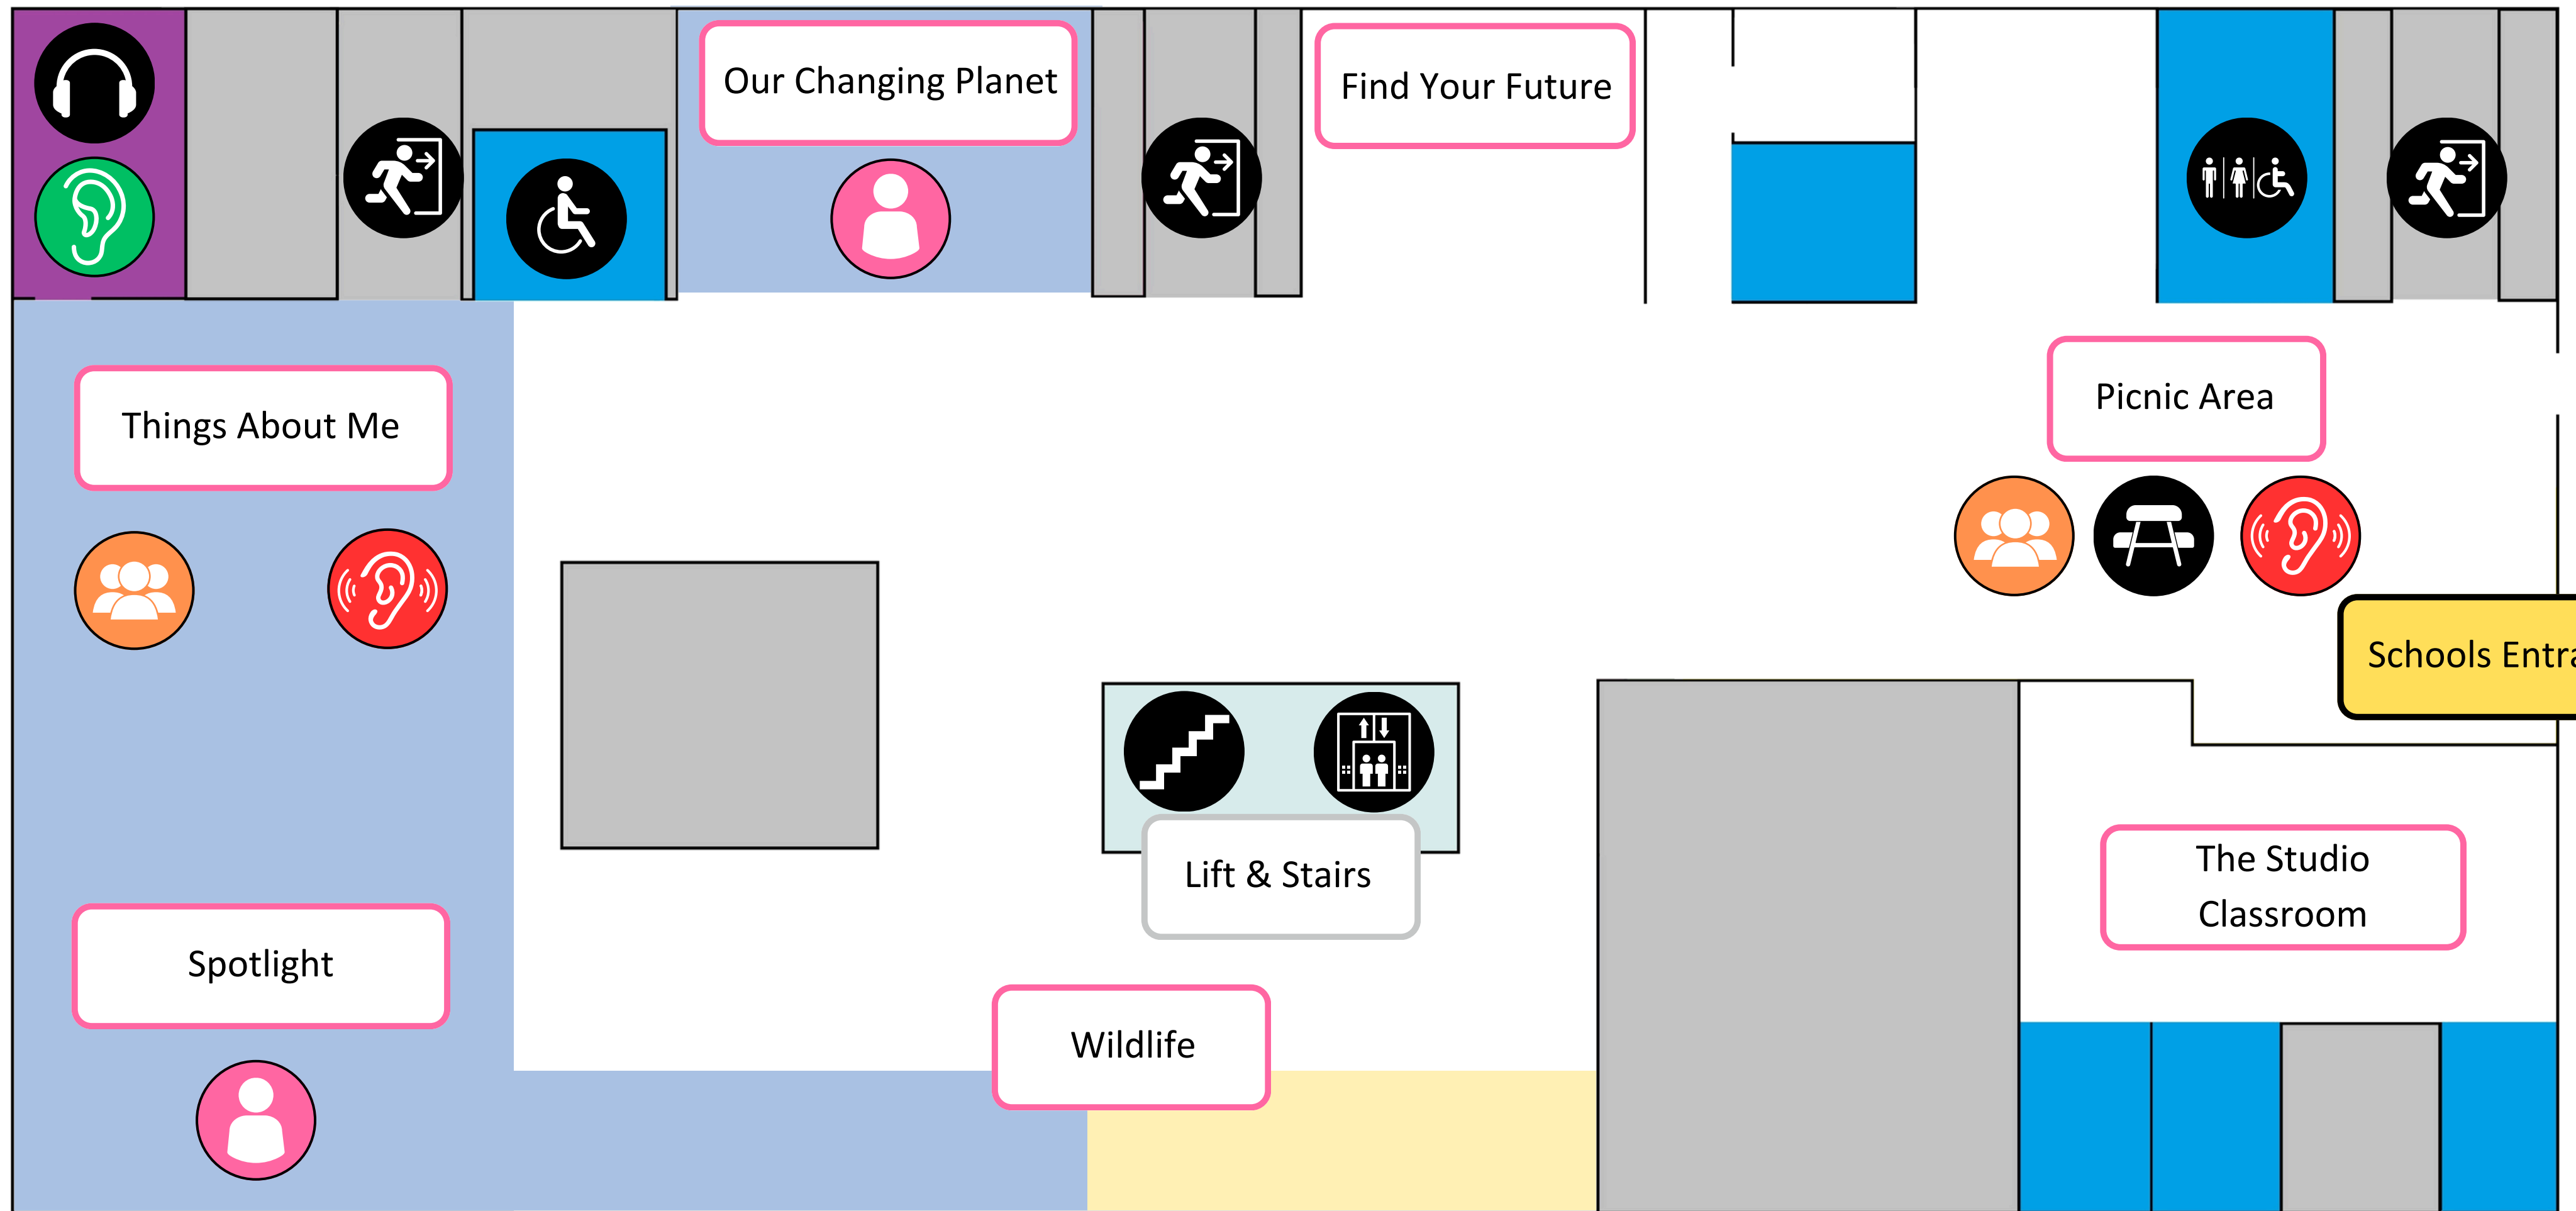 Our Changing Planet
Find Your Future
Things About Me
Picnic Area
Schools Entra
Lift & Stairs
The Studio
Classroom
Spotlight
Wildlife